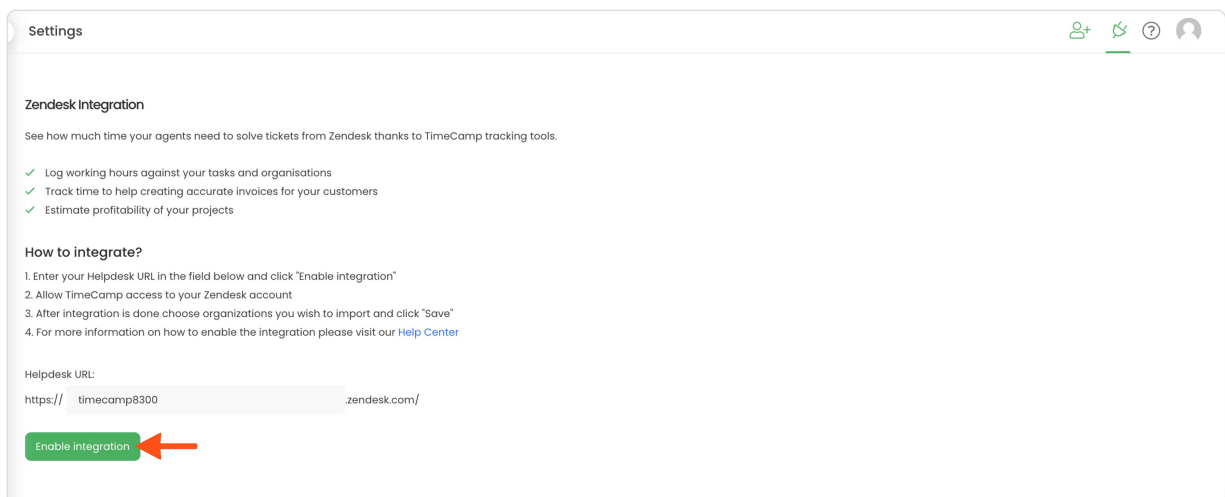 Settings
Zendesk Integration
See how much time your agents need to solve tickets from Zendesk thanks to TimeCamp tracking tools.
Log working hours against your tasks and organisations
Track time to help creating accurate invoices for your customers
Estimate profitability of your projects
How to integrate?
1. Enter your Helpdesk URL in the field below and click "Enable integration"
2. Allow TimeCamp access to your Zendesk account
3. After integration is done choose organizations you wish to import and click "Save"
4. For more information on how to enable the integration please visit our Help Center
Helpdesk URL:
https:// timecamp8300 .zendesk.com/
Enable integration